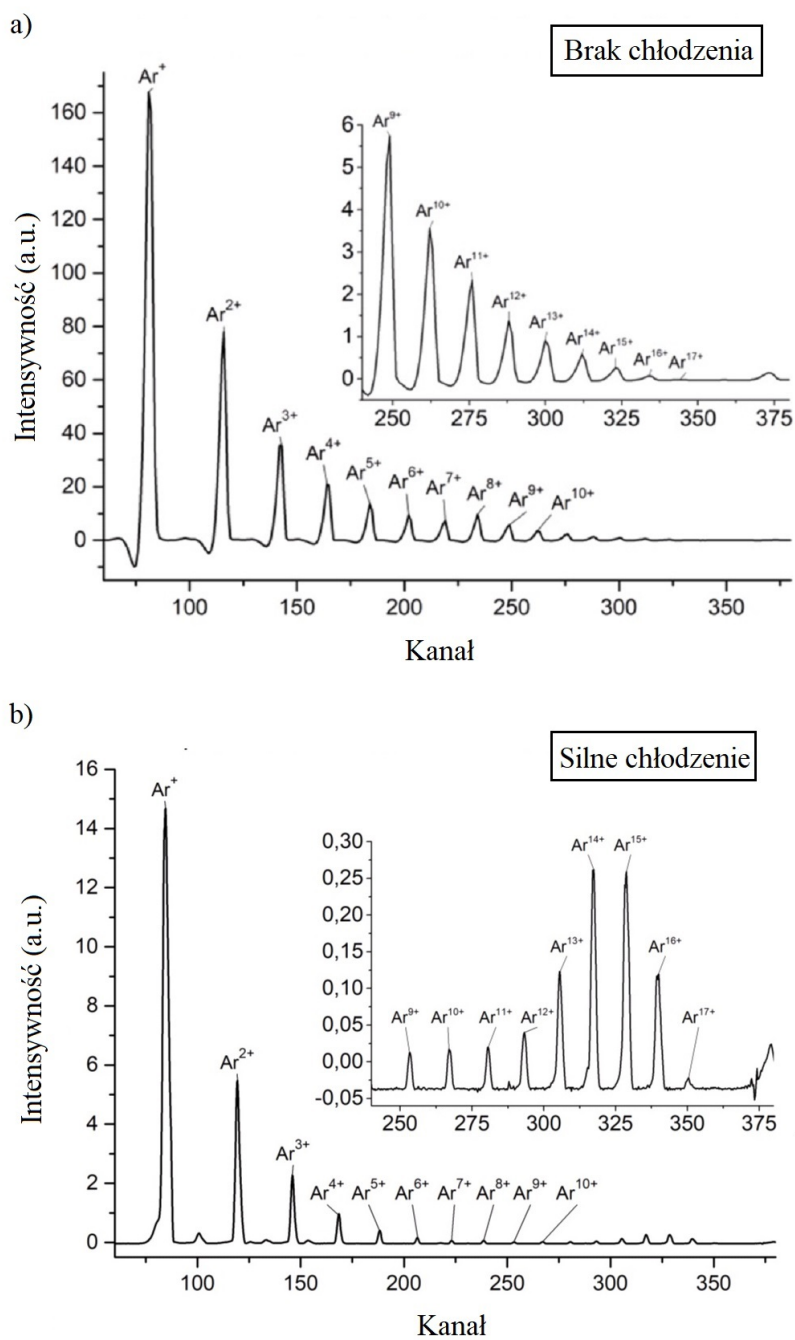 a)
Brak chłodzenia
Ar⁺
160
140
120
100
80
60
40
20
0
Intensywność (a.u.)
Ar²⁺
Ar³⁺
Ar⁴⁺
Ar⁵⁺
Ar⁶⁺
Ar⁷⁺
Ar⁸⁺
Ar⁹⁺
Ar¹⁰⁺
6
5
4
3
2
1
0
Ar⁹⁺
Ar¹⁰⁺
Ar¹¹⁺
Ar¹²⁺
Ar¹³⁺
Ar¹⁴⁺
Ar¹⁵⁺
Ar¹⁶⁺
Ar¹⁷⁺
250 275 300 325 350 375
100 150 200 250 300 350
Kanał
b)
Silne chłodzenie
16
14
12
10
8
6
4
2
0
Intensywność (a.u.)
Ar⁺
Ar²⁺
Ar³⁺
Ar⁴⁺ Ar⁵⁺ Ar⁶⁺ Ar⁷⁺ Ar⁸⁺ Ar⁹⁺ Ar¹⁰⁺
0,30
0,25
0,20
0,15
0,10
0,05
0,00
-0,05
Ar¹⁴⁺ Ar¹⁵⁺
Ar¹³⁺ Ar¹⁶⁺
Ar⁹⁺ Ar¹⁰⁺ Ar¹¹⁺ Ar¹²⁺ Ar¹⁷⁺
250 275 300 325 350 375
100 150 200 250 300 350
Kanał